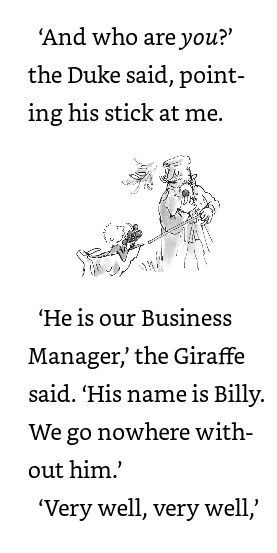 ‘And who are you?’
the Duke said, point-
ing his stick at me.
‘He is our Business
Manager,’ the Giraffe
said. ‘His name is Billy.
We go nowhere with-
out him.’
‘Very well, very well,’